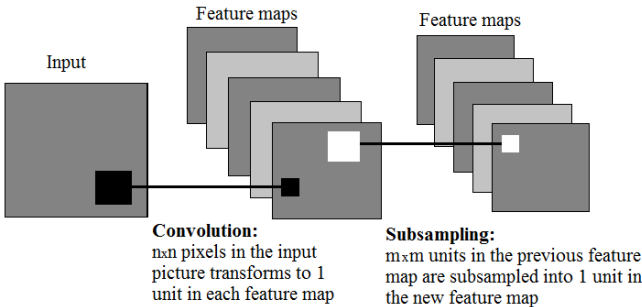 Feature maps
Feature maps
Input
Convolution:
nxn pixels in the input
picture transforms to 1
unit in each feature map
Subsampling:
mxm units in the previous feature
map are subsampled into 1 unit in
the new feature map